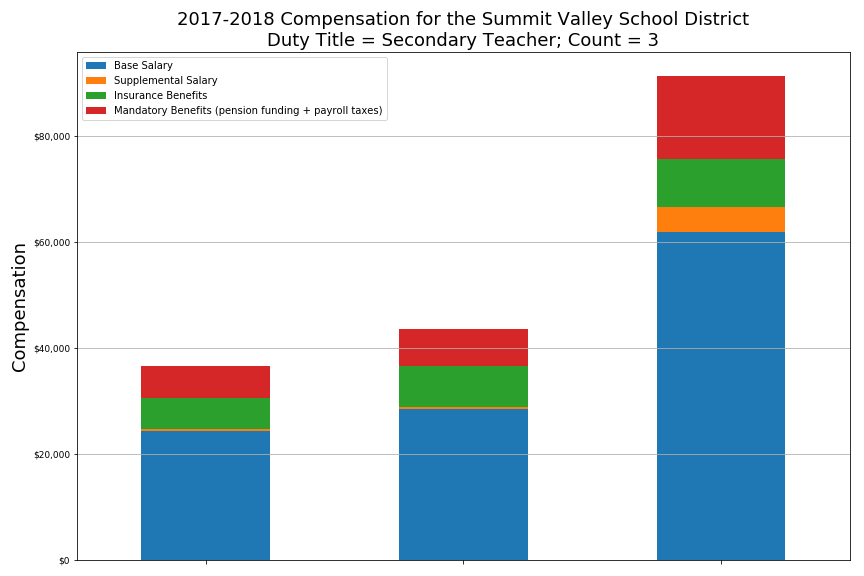 2017-2018 Compensation for the Summit Valley School District
Duty Title = Secondary Teacher; Count = 3
Base Salary
Supplemental Salary
Insurance Benefits
Mandatory Benefits (pension funding + payroll taxes)
$80,000
$60,000
$40,000
$20,000
$0
Compensation